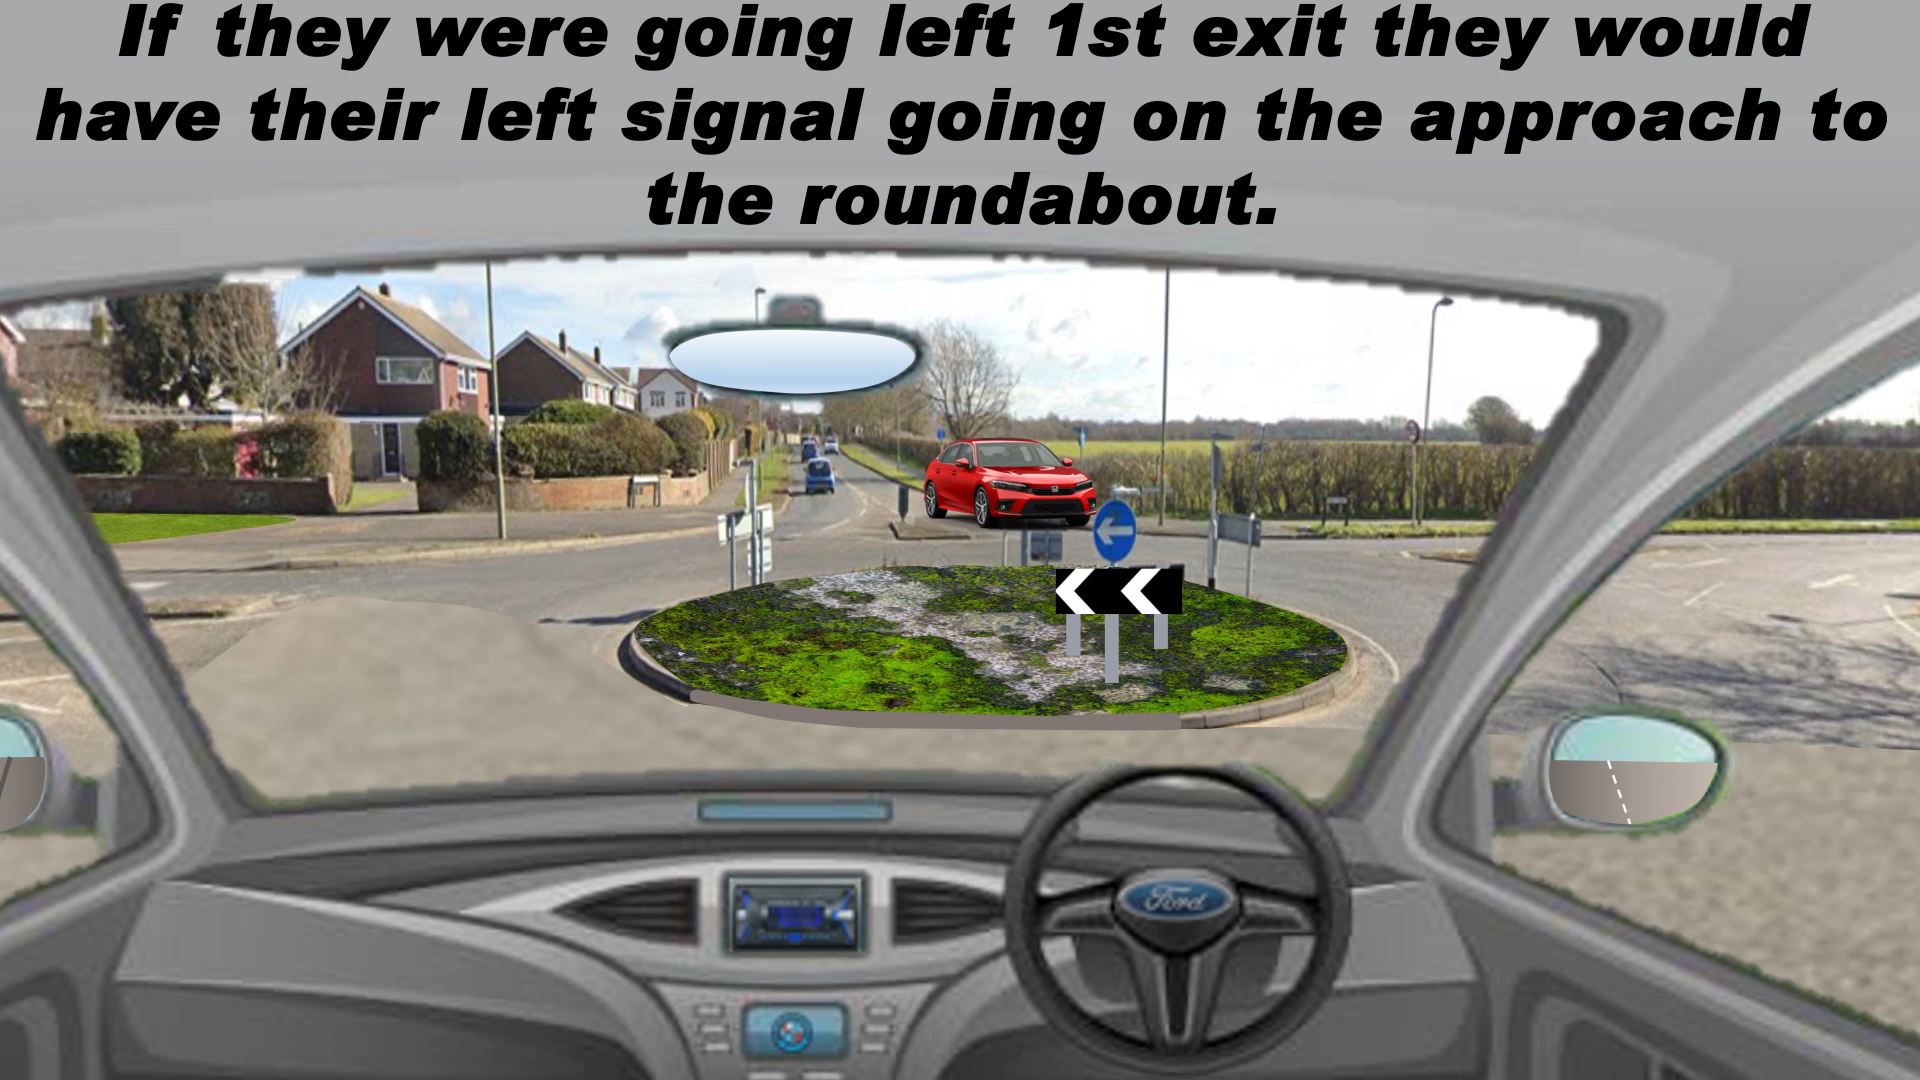 If they were going left 1st exit they would
have their left signal going on the approach to
the roundabout.
Ford